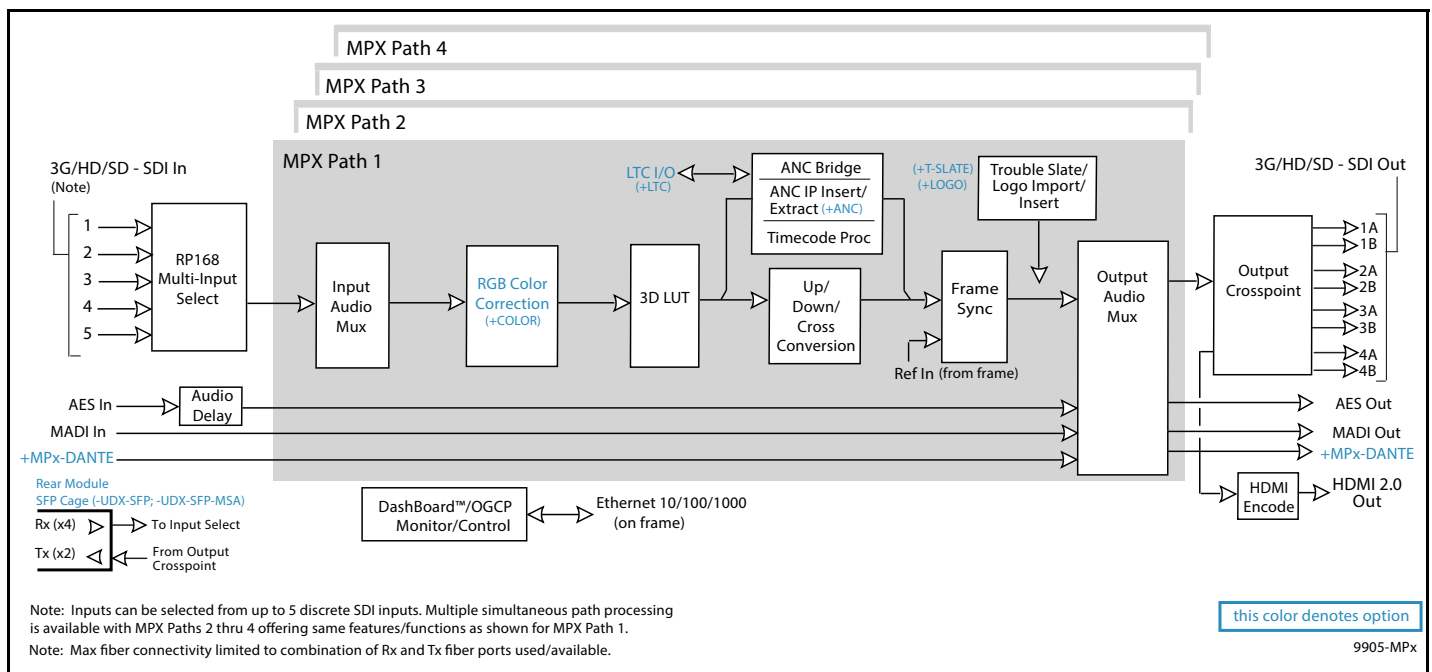 MPX Path 4
MPX Path 3
MPX Path 2
MPX Path 1
3G/HD/SD - SDI In
(Note)
1
2
3
4
5
RP168
Multi-Input
Select
Input
Audio
Mux
RGB Color
Correction
(+COLOR)
3D LUT
LTC I/O
(+LTC)
ANC Bridge
ANC IP Insert/
Extract (+ANC)
Timecode Proc
Up/
Down/
Cross
Conversion
(+T-SLATE)
(+LOGO)
Trouble Slate/
Logo Import/
Insert
Frame
Sync
Ref In (from frame)
Output
Audio
Mux
Output
Crosspoint
3G/HD/SD - SDI Out
1A
1B
2A
2B
3A
3B
4A
4B
AES In
Audio
Delay
MADI In
+MPx-DANTE
AES Out
MADI Out
+MPx-DANTE
HDMI
Encode
HDMI 2.0
Out
Rear Module
SFP Cage (-UDX-SFP; -UDX-SFP-MSA)
Rx (x4)
To Input Select
Tx (x2)
From Output
Crosspoint
DashBoard™/OGCP
Monitor/Control
Ethernet 10/100/1000
(on frame)
Note: Inputs can be selected from up to 5 discrete SDI inputs. Multiple simultaneous path processing
is available with MPX Paths 2 thru 4 offering same features/functions as shown for MPX Path 1.
Note: Max fiber connectivity limited to combination of Rx and Tx fiber ports used/available.
this color denotes option
9905-MPx